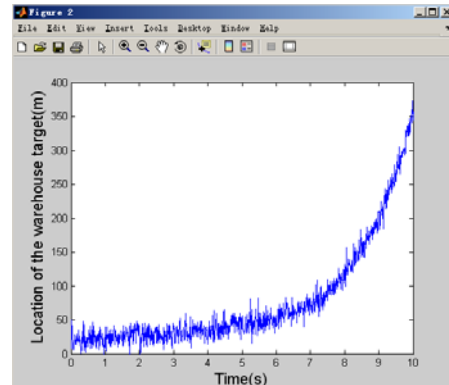 Figure 2
File Edit View Insert Tools Desktop Window Help
400
350
300
250
200
150
100
50
0
Location of the warehouse target(m)
0 1 2 3 4 5 6 7 8 9 10
Time(s)